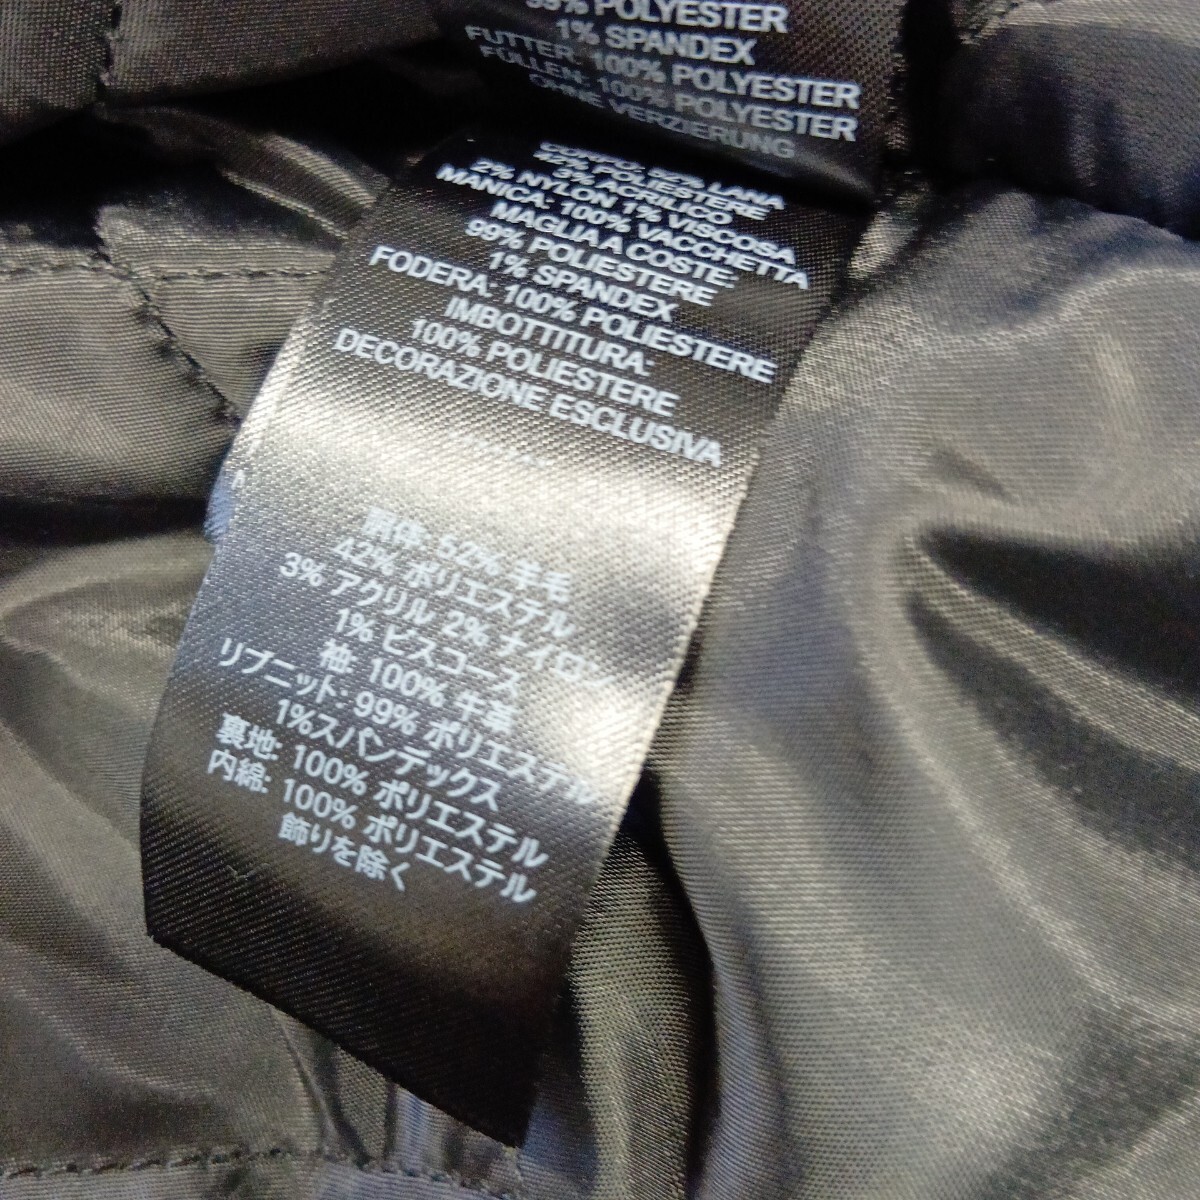 99% POLYESTER
1% SPANDEX
FUTTER: 100% POLYESTER
FÜLLEN: 100% POLYESTER
OHNE VERZIERUNG
CORPO: 52% LANA
42% POLIESTERE
3% ACRILICO
2% NYLON 1% VISCOSA
MANICA: 100% VACCHETTA
MAGLIA A COSTE:
99% POLIESTERE
1% SPANDEX
FODERA: 100% POLIESTERE
IMBOTTITURA:
100% POLIESTERE
DECORAZIONE ESCLUSIVA
52% 羊毛
42% ポリエステル
3% アクリル 2% ナイロン
1% ビスコース
袖: 100% 牛革
リブニット: 99% ポリエステル
1%スパンデックス
裏地: 100% ポリエステル
内綿: 100% ポリエステル
飾りを除く